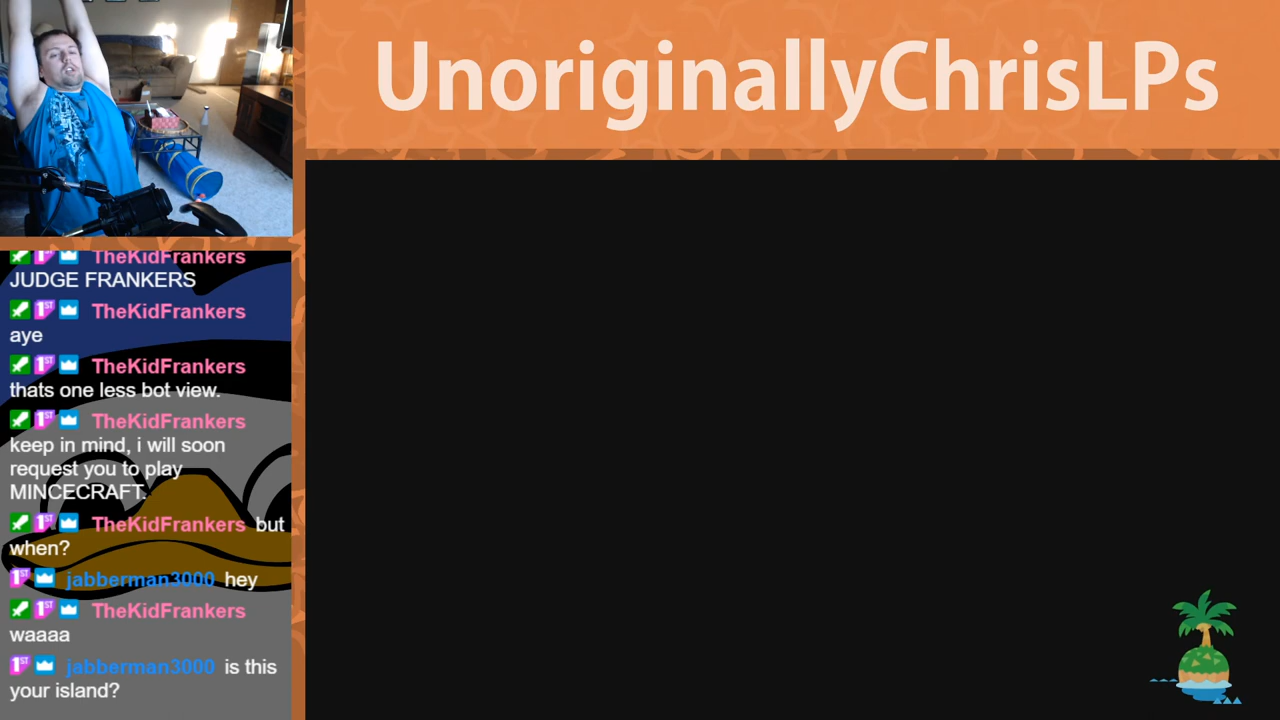 UnoriginallyChrisLPs
TheKidFrankers
JUDGE FRANKERS
TheKidFrankers
aye
TheKidFrankers
thats one less bot view.
TheKidFrankers
keep in mind, i will soon
request you to play
MINCECRAFT.
TheKidFrankers but
when?
jabberman3000 hey
TheKidFrankers
waaaa
jabberman3000 is this
your island?